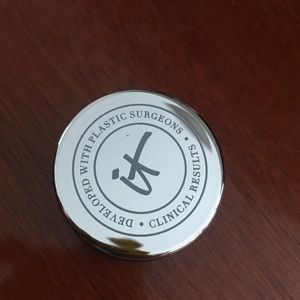 DEVELOPED WITH PLASTIC SURGEONS • CLINICAL RESULTS •
it